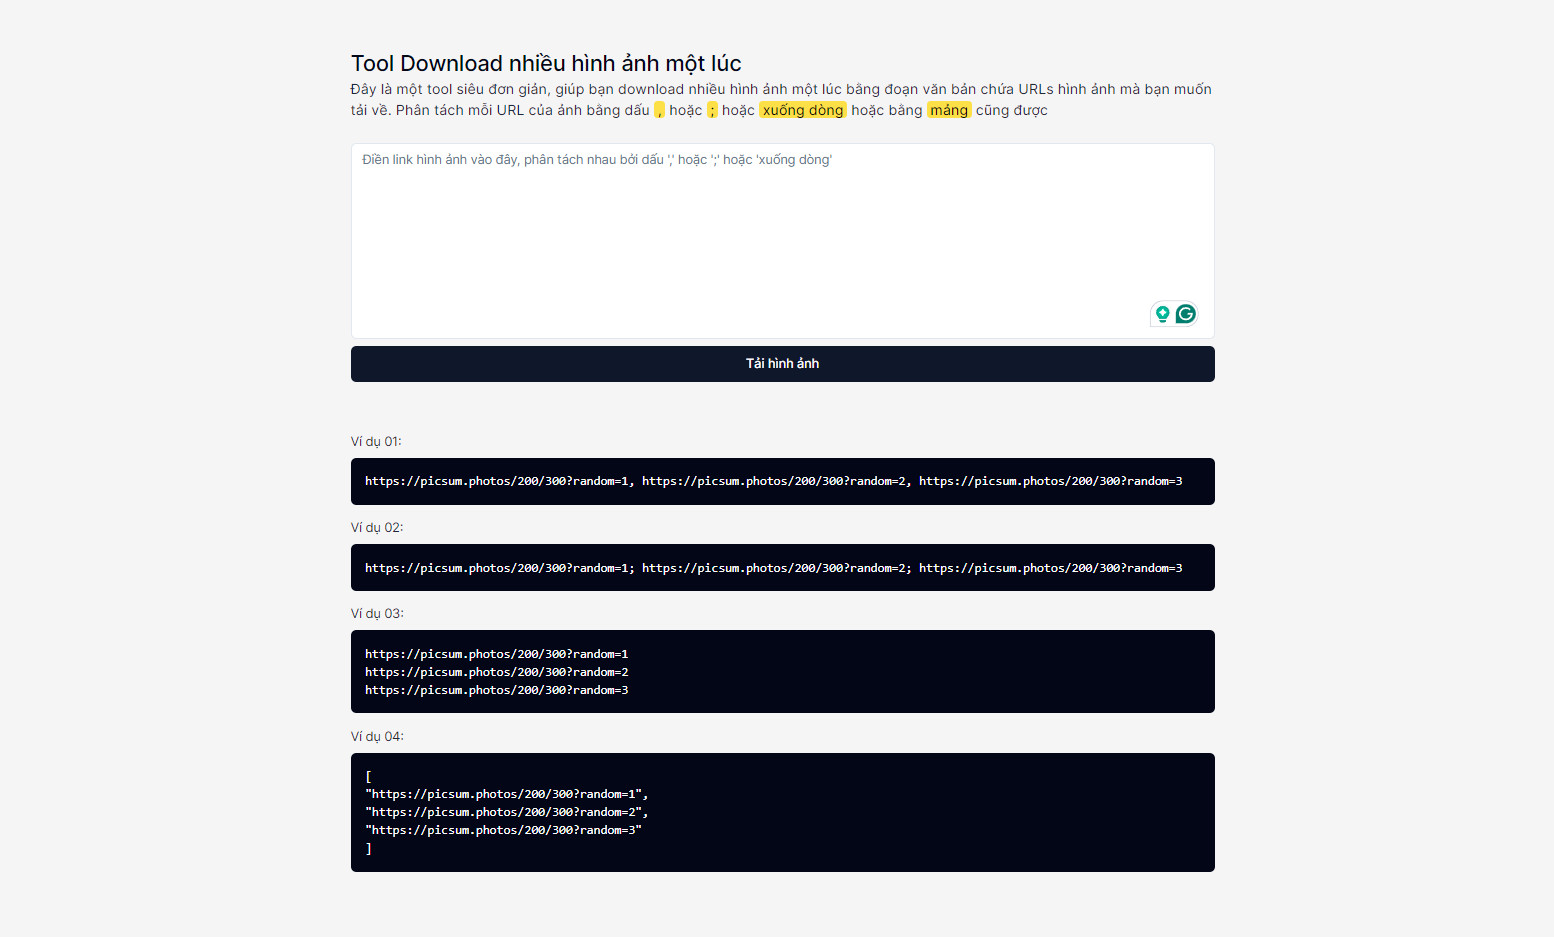 Tool Download nhiều hình ảnh một lúc
Đây là một tool siêu đơn giản, giúp bạn download nhiều hình ảnh một lúc bằng đoạn văn bản chứa URLs hình ảnh mà bạn muốn
tải về. Phân tách mỗi URL của ảnh bằng dấu , hoặc ; hoặc xuống dòng hoặc bằng mảng cũng được
Điền link hình ảnh vào đây, phân tách nhau bởi dấu ',' hoặc ';' hoặc 'xuống dòng'
Tải hình ảnh
Ví dụ 01:
https://picsum.photos/200/300?random=1, https://picsum.photos/200/300?random=2, https://picsum.photos/200/300?random=3
Ví dụ 02:
https://picsum.photos/200/300?random=1; https://picsum.photos/200/300?random=2; https://picsum.photos/200/300?random=3
Ví dụ 03:
https://picsum.photos/200/300?random=1
https://picsum.photos/200/300?random=2
https://picsum.photos/200/300?random=3
Ví dụ 04:
[
"https://picsum.photos/200/300?random=1",
"https://picsum.photos/200/300?random=2",
"https://picsum.photos/200/300?random=3"
]